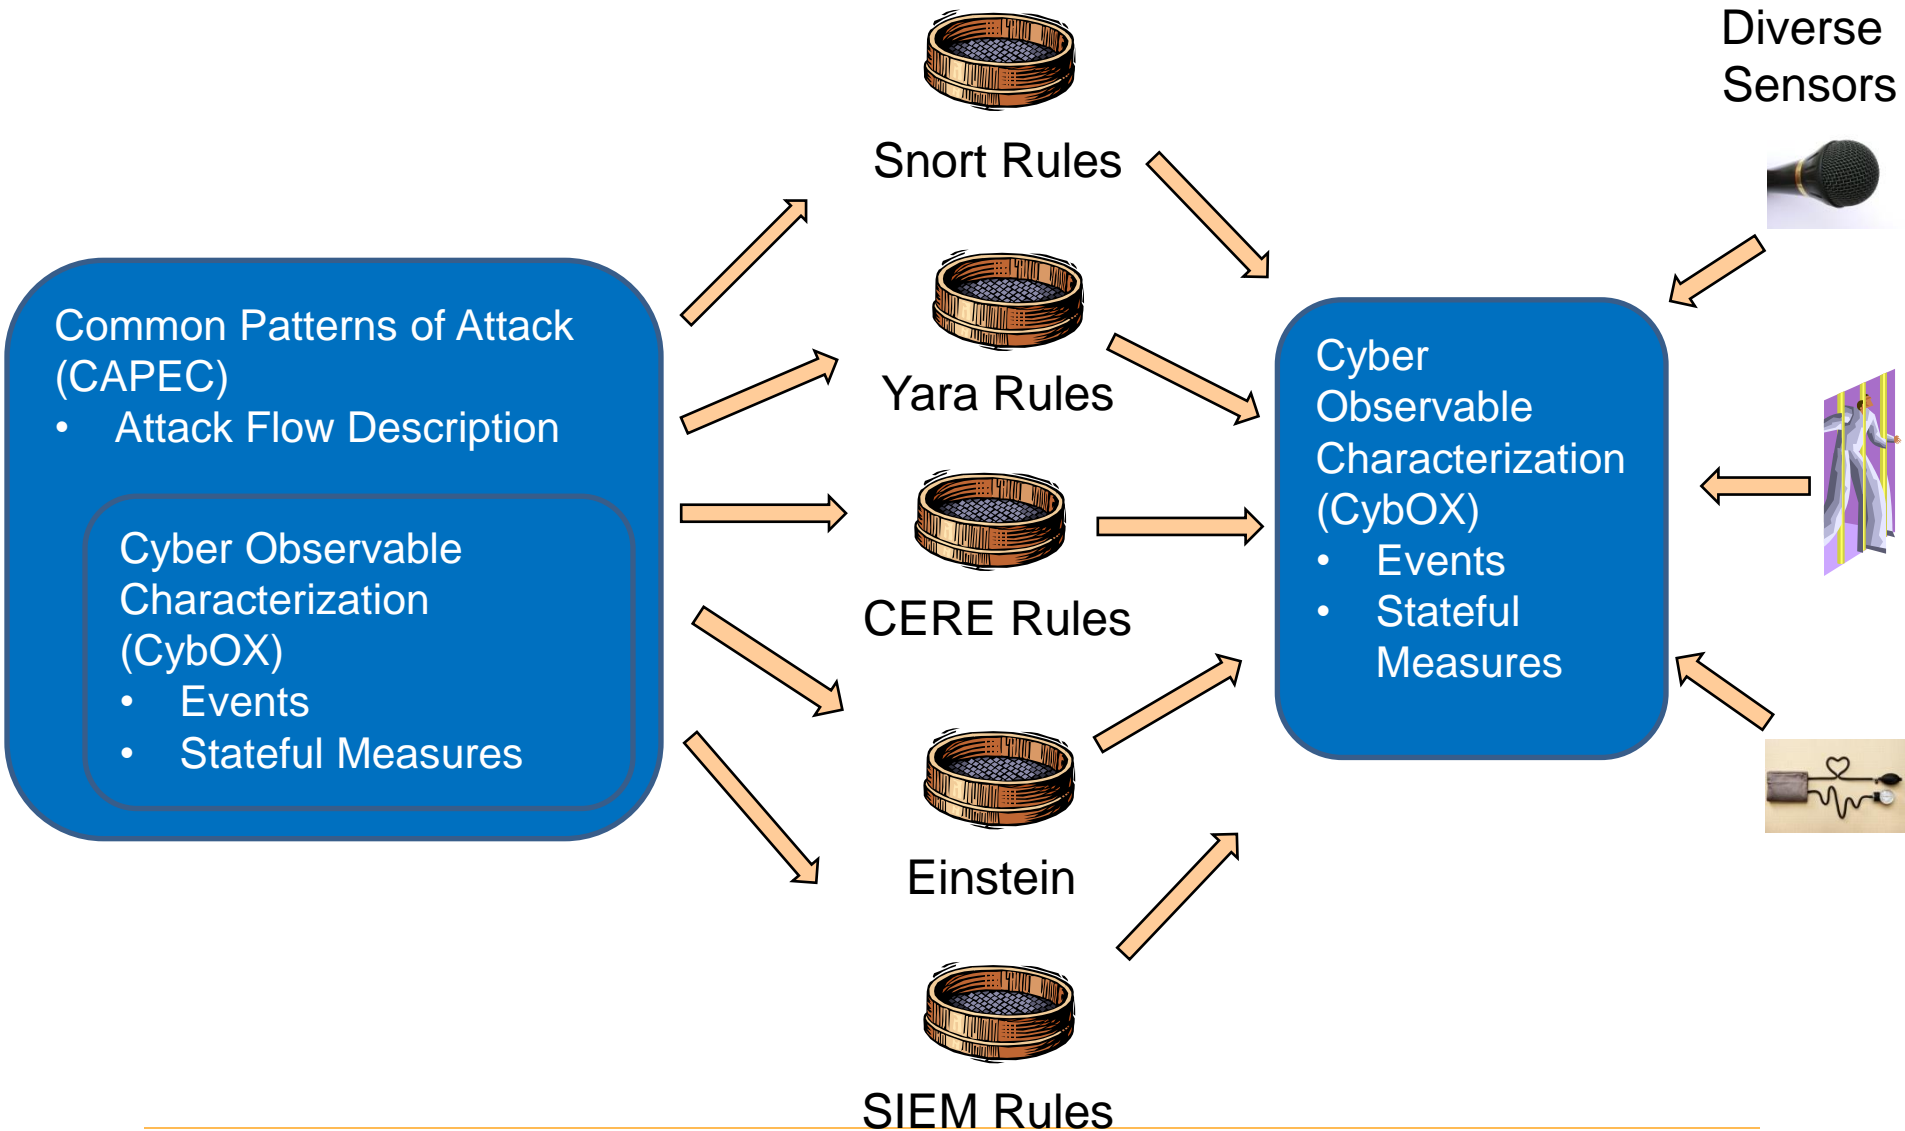 Common Patterns of Attack
(CAPEC)
• Attack Flow Description
Cyber Observable
Characterization
(CybOX)
• Events
• Stateful Measures
Snort Rules
Yara Rules
CERE Rules
Einstein
SIEM Rules
Cyber
Observable
Characterization
(CybOX)
• Events
• Stateful
Measures
Diverse
Sensors